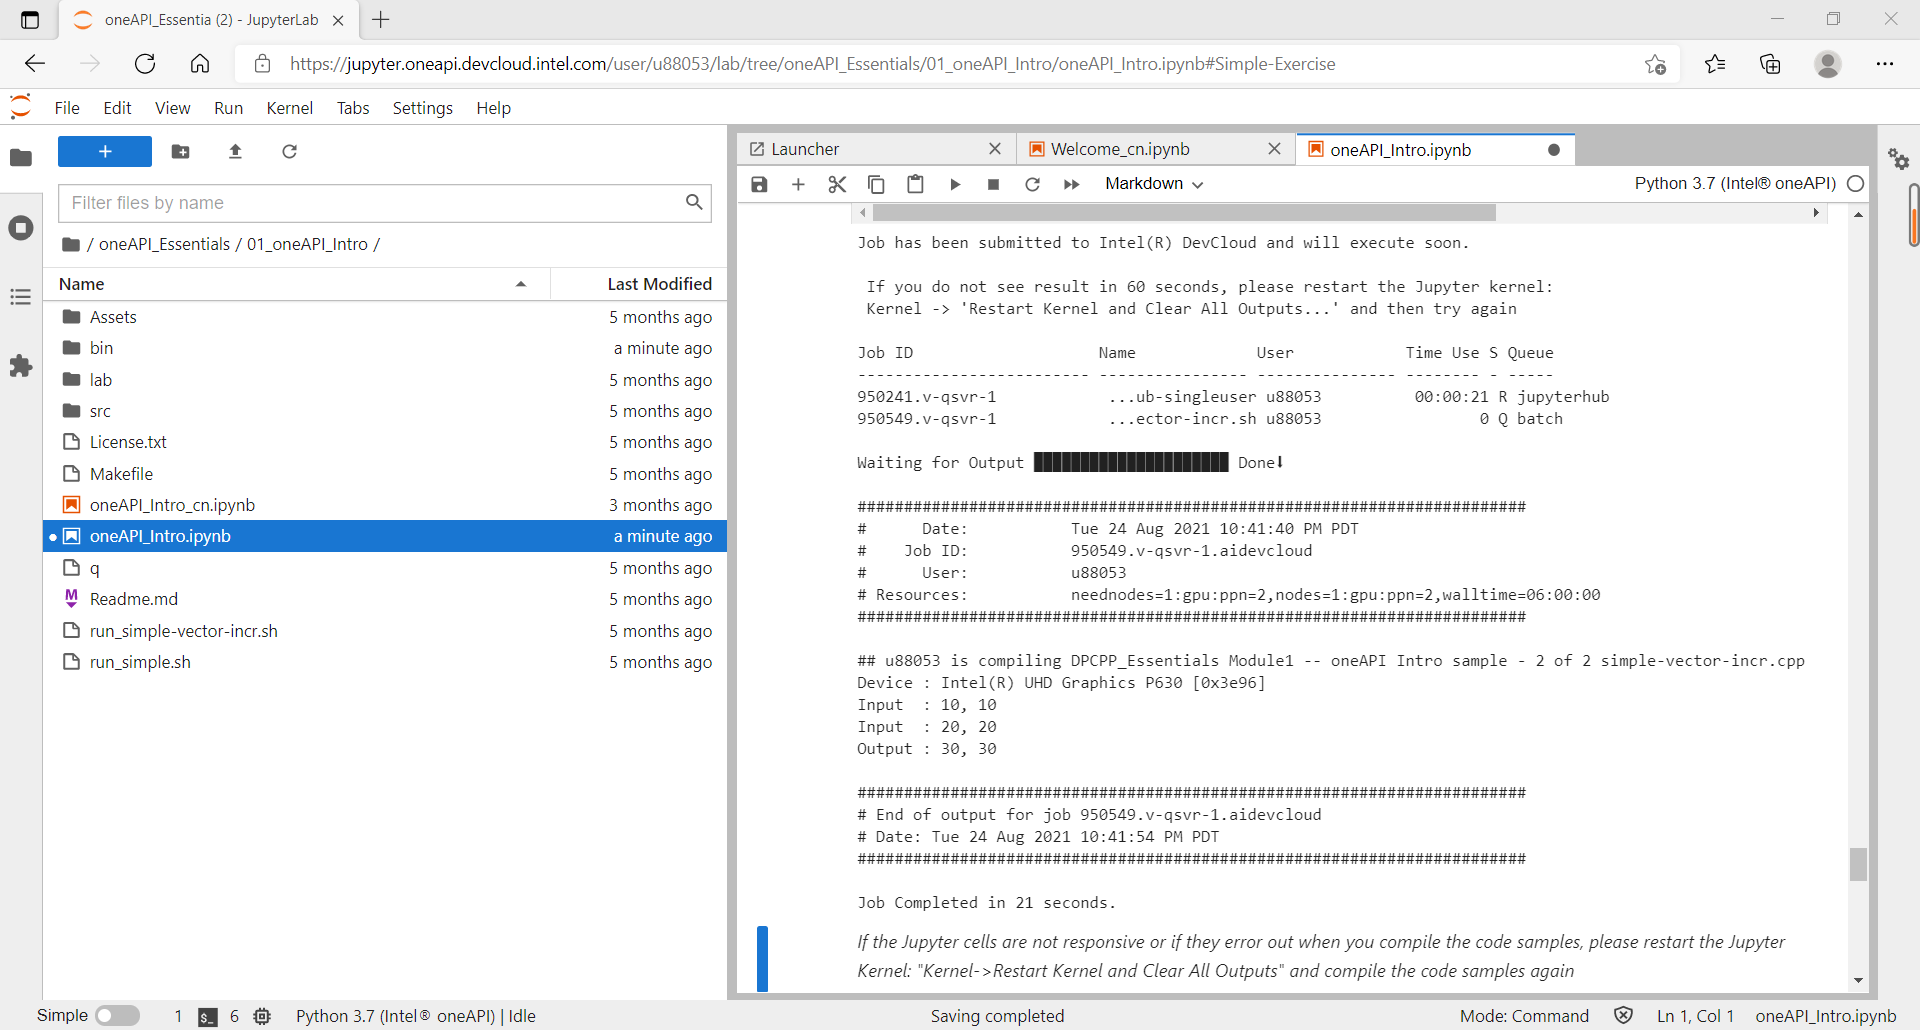 oneAPI_Essentia (2) - JupyterLab
https://jupyter.oneapi.devcloud.intel.com/user/u88053/lab/tree/oneAPI_Essentials/01_oneAPI_Intro/oneAPI_Intro.ipynb#Simple-Exercise
File Edit View Run Kernel Tabs Settings Help
Filter files by name
/ oneAPI_Essentials / 01_oneAPI_Intro /
Name Last Modified
Assets 5 months ago
bin a minute ago
lab 5 months ago
src 5 months ago
License.txt 5 months ago
Makefile 5 months ago
oneAPI_Intro_cn.ipynb 3 months ago
oneAPI_Intro.ipynb a minute ago
q 5 months ago
Readme.md 5 months ago
run_simple-vector-incr.sh 5 months ago
run_simple.sh 5 months ago
Launcher Welcome_cn.ipynb oneAPI_Intro.ipynb
Markdown Python 3.7 (Intel® oneAPI)
Job has been submitted to Intel(R) DevCloud and will execute soon.
If you do not see result in 60 seconds, please restart the Jupyter kernel:
Kernel -> 'Restart Kernel and Clear All Outputs...' and then try again
Job ID Name User Time Use S Queue
------------------------- ---------------- --------------- -------- - -----
950241.v-qsvr-1 ...ub-singleuser u88053 00:00:21 R jupyterhub
950549.v-qsvr-1 ...ector-incr.sh u88053 0 Q batch
Waiting for Output █████████████████████ Done⬇
########################################################################
# Date: Tue 24 Aug 2021 10:41:40 PM PDT
# Job ID: 950549.v-qsvr-1.aidevcloud
# User: u88053
# Resources: neednodes=1:gpu:ppn=2,nodes=1:gpu:ppn=2,walltime=06:00:00
########################################################################
## u88053 is compiling DPCPP_Essentials Module1 -- oneAPI Intro sample - 2 of 2 simple-vector-incr.cpp
Device : Intel(R) UHD Graphics P630 [0x3e96]
Input : 10, 10
Input : 20, 20
Output : 30, 30
########################################################################
# End of output for job 950549.v-qsvr-1.aidevcloud
# Date: Tue 24 Aug 2021 10:41:54 PM PDT
########################################################################
Job Completed in 21 seconds.
If the Jupyter cells are not responsive or if they error out when you compile the code samples, please restart the Jupyter
Kernel: "Kernel->Restart Kernel and Clear All Outputs" and compile the code samples again
Simple 1 $_ 6 Python 3.7 (Intel® oneAPI) | Idle Saving completed Mode: Command Ln 1, Col 1 oneAPI_Intro.ipynb